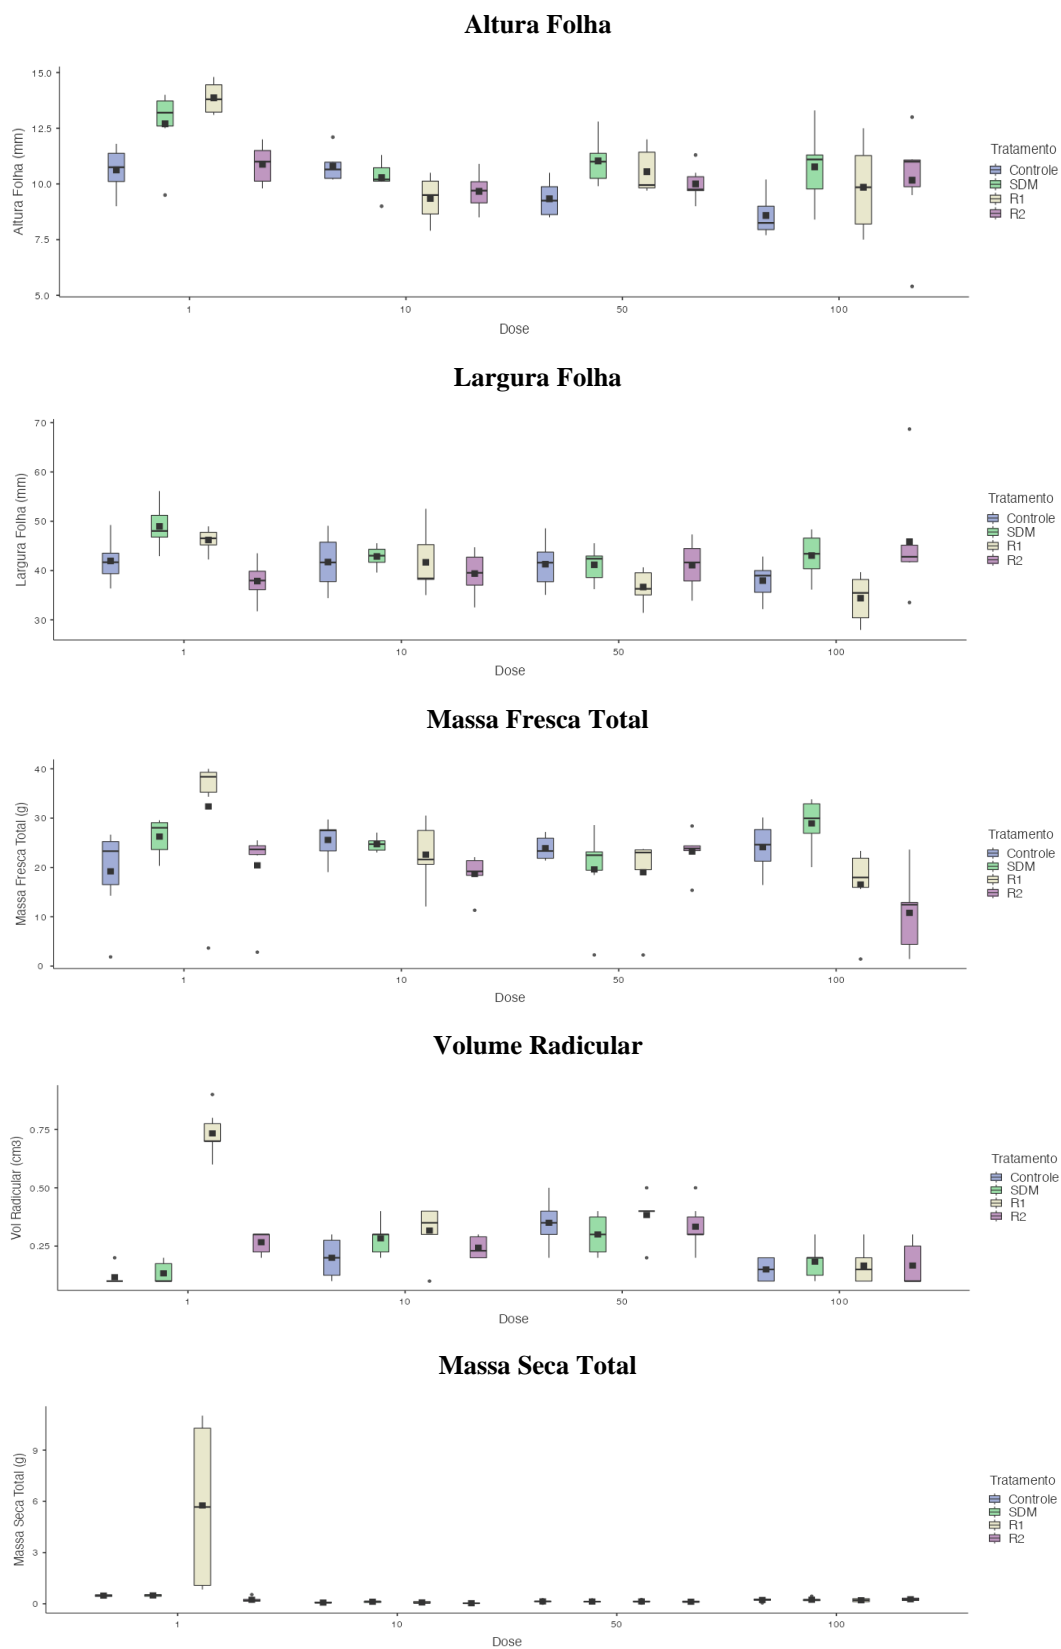 Altura Folha
15.0
12.5
10.0
7.5
5.0
Altura Folha (mm)
1 10 50 100
Dose
Tratamento
Controle
SDM
R1
R2
Largura Folha
70
60
50
40
30
Largura Folha (mm)
1 10 50 100
Dose
Tratamento
Controle
SDM
R1
R2
Massa Fresca Total
40
30
20
10
0
Massa Fresca Total (g)
1 10 50 100
Dose
Tratamento
Controle
SDM
R1
R2
Volume Radicular
0.75
0.50
0.25
Vol Radicular (cm3)
1 10 50 100
Dose
Tratamento
Controle
SDM
R1
R2
Massa Seca Total
9
6
3
0
Massa Seca Total (g)
1 10 50 100
Dose
Tratamento
Controle
SDM
R1
R2